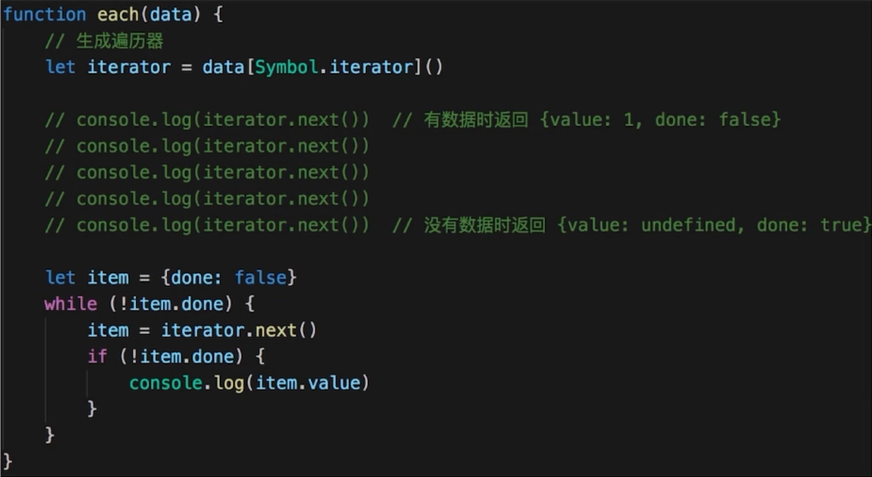 function each(data) {
    // 生成遍历器
    let iterator = data[Symbol.iterator]()

    // console.log(iterator.next())  // 有数据时返回 {value: 1, done: false}
    // console.log(iterator.next())
    // console.log(iterator.next())
    // console.log(iterator.next())
    // console.log(iterator.next())  // 没有数据时返回 {value: undefined, done: true}

    let item = {done: false}
    while (!item.done) {
        item = iterator.next()
        if (!item.done) {
            console.log(item.value)
        }
    }
}